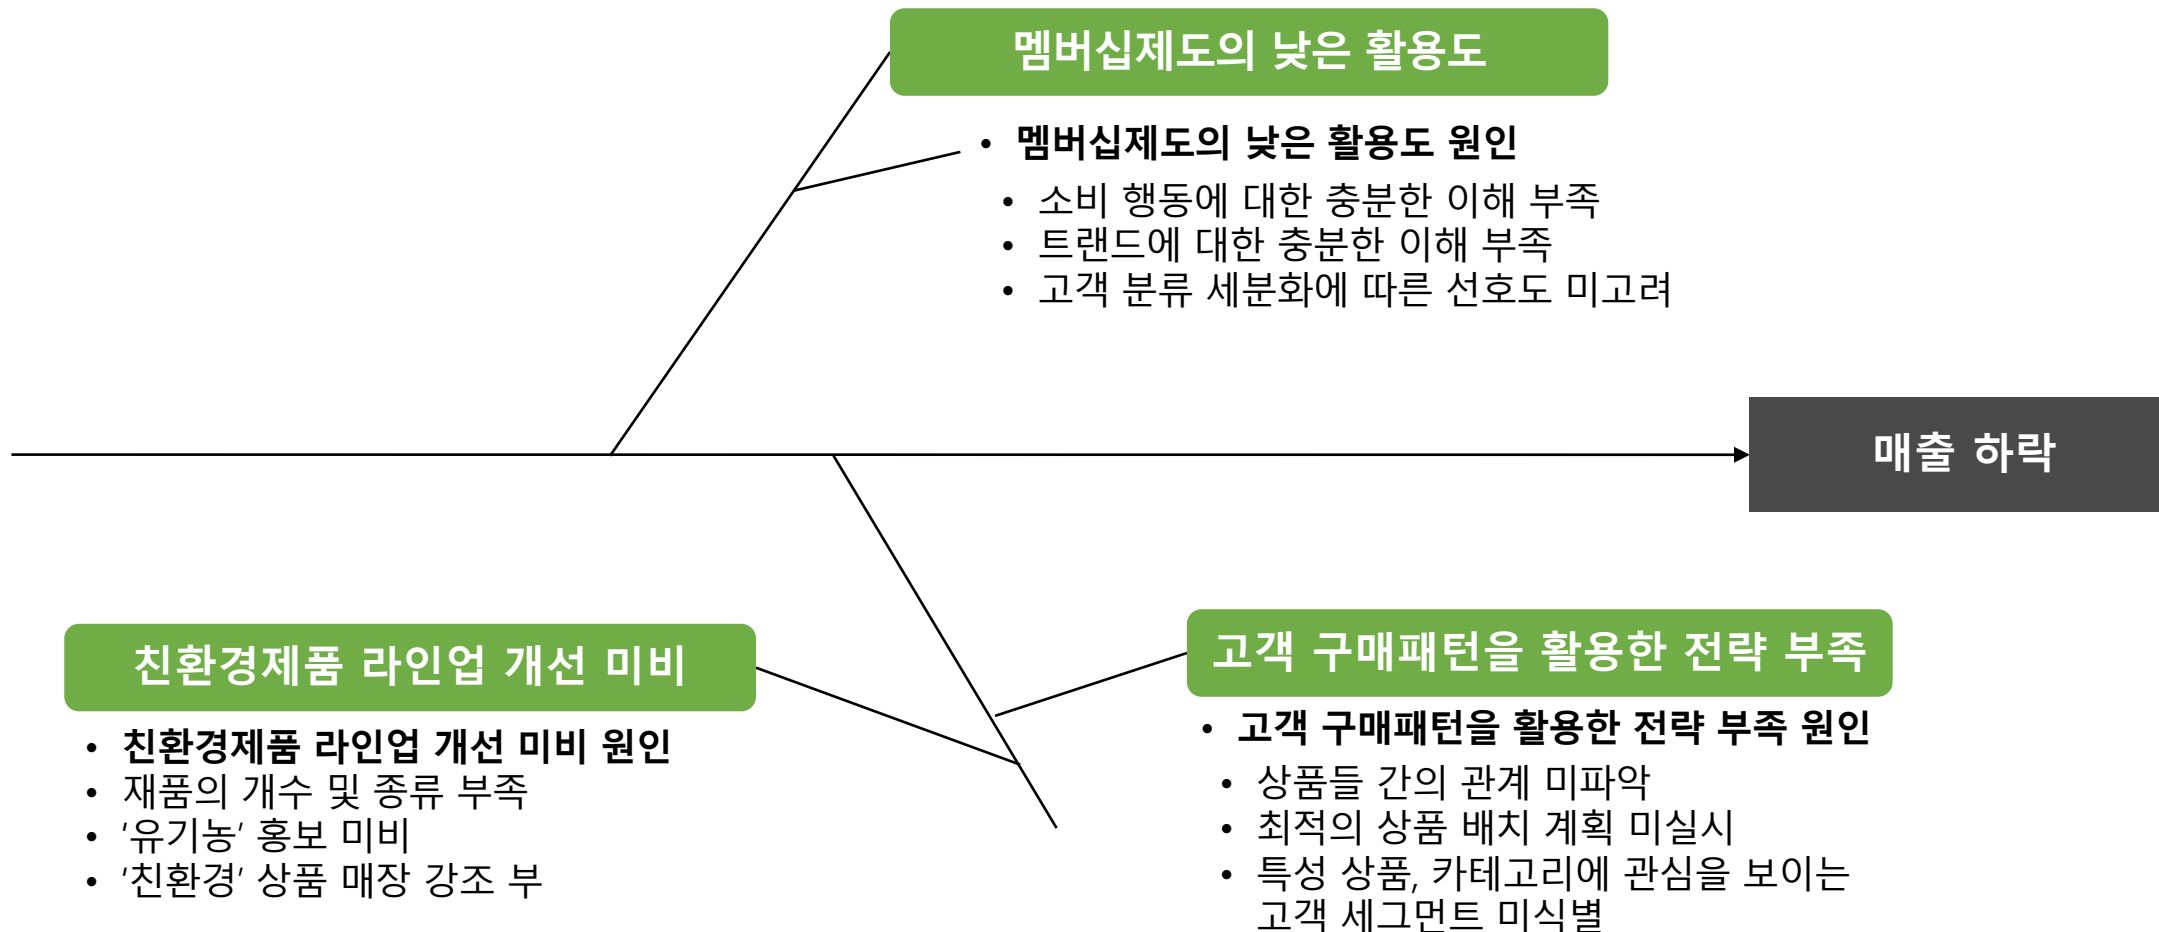 멤버십제도의 낮은 활용도
• 멤버십제도의 낮은 활용도 원인
• 소비 행동에 대한 충분한 이해 부족
• 트랜드에 대한 충분한 이해 부족
• 고객 분류 세분화에 따른 선호도 미고려
매출 하락
친환경제품 라인업 개선 미비
• 친환경제품 라인업 개선 미비 원인
• 재품의 개수 및 종류 부족
• ‘유기농’ 홍보 미비
• ‘친환경’ 상품 매장 강조 부
고객 구매패턴을 활용한 전략 부족
• 고객 구매패턴을 활용한 전략 부족 원인
• 상품들 간의 관계 미파악
• 최적의 상품 배치 계획 미실시
• 특성 상품, 카테고리에 관심을 보이는
고객 세그먼트 미식별